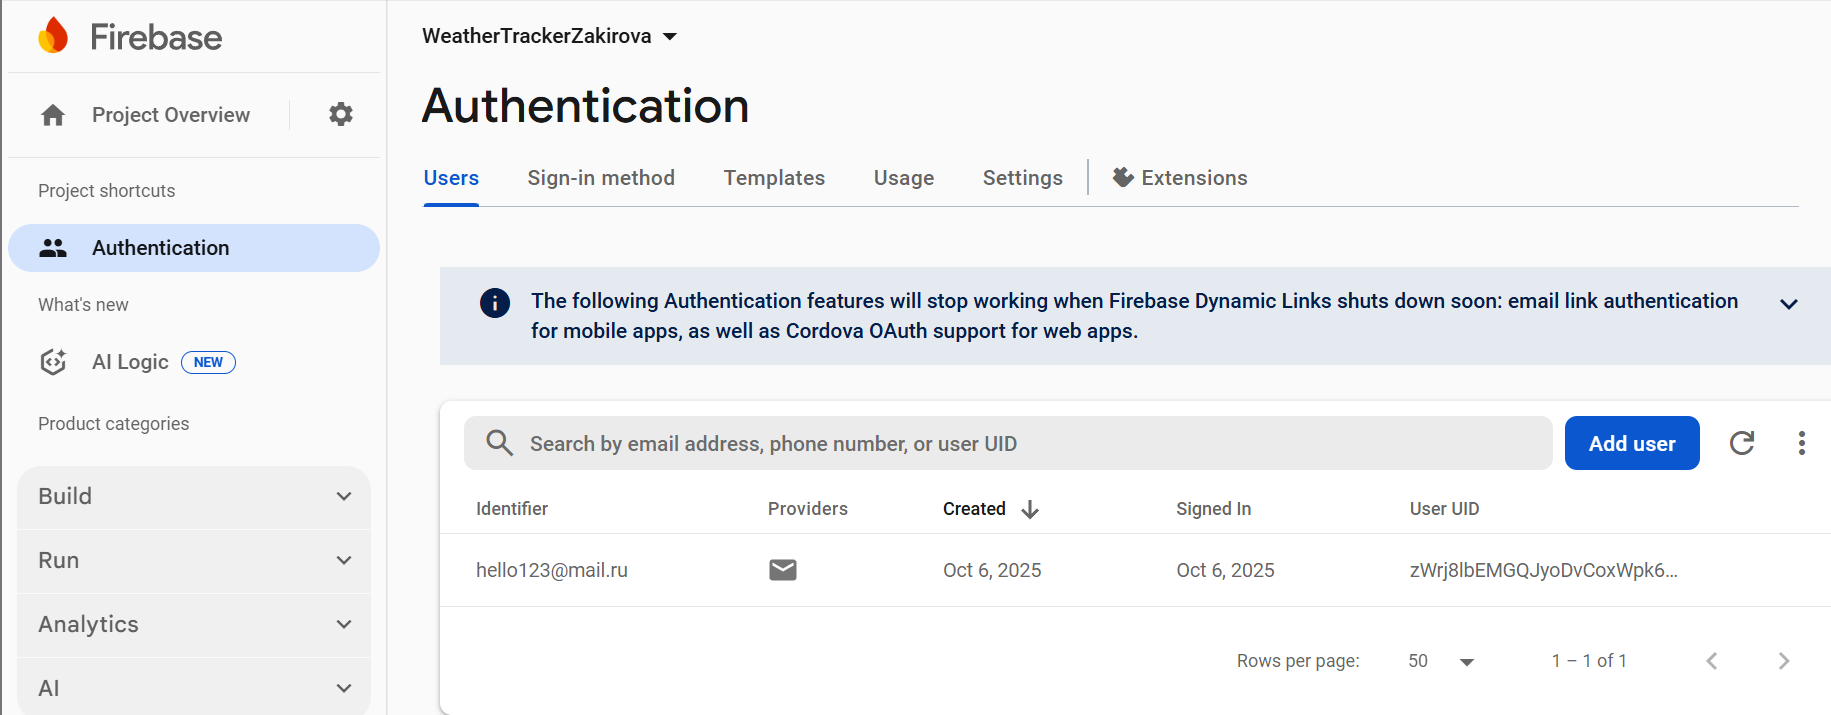 Firebase
Project Overview
Project shortcuts
Authentication
What's new
AI Logic NEW
Product categories
Build
Run
Analytics
AI
WeatherTrackerZakirova
Authentication
Users Sign-in method Templates Usage Settings Extensions
The following Authentication features will stop working when Firebase Dynamic Links shuts down soon: email link authentication
for mobile apps, as well as Cordova OAuth support for web apps.
Search by email address, phone number, or user UID Add user
Identifier Providers Created Signed In User UID
hello123@mail.ru Oct 6, 2025 Oct 6, 2025 zWrj8lbEMGQJyoDvCoxWpk6...
Rows per page: 50 1 – 1 of 1